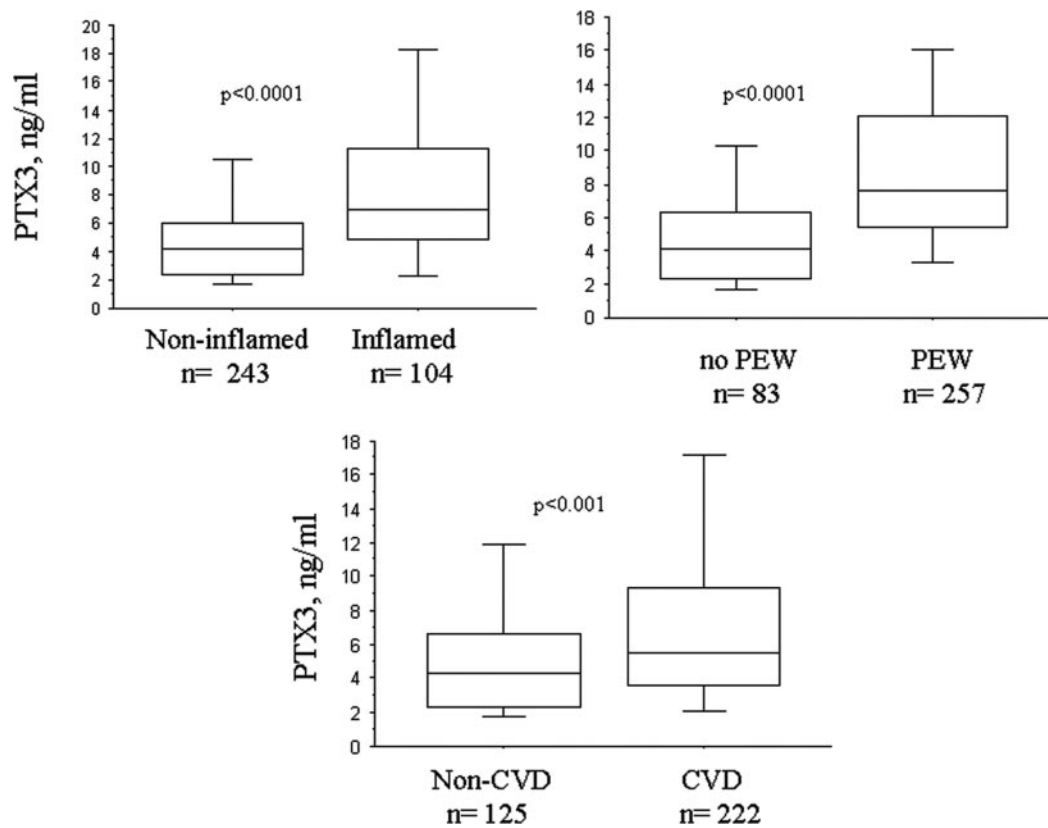 PTX3, ng/ml
20
18
16
14
12
10
8
6
4
2
0
p<0.0001
Non-inflamed
n= 243
Inflamed
n= 104
18
16
14
12
10
8
6
4
2
0
p<0.0001
no PEW
n= 83
PEW
n= 257
PTX3, ng/ml
18
16
14
12
10
8
6
4
2
0
p<0.001
Non-CVD
n= 125
CVD
n= 222